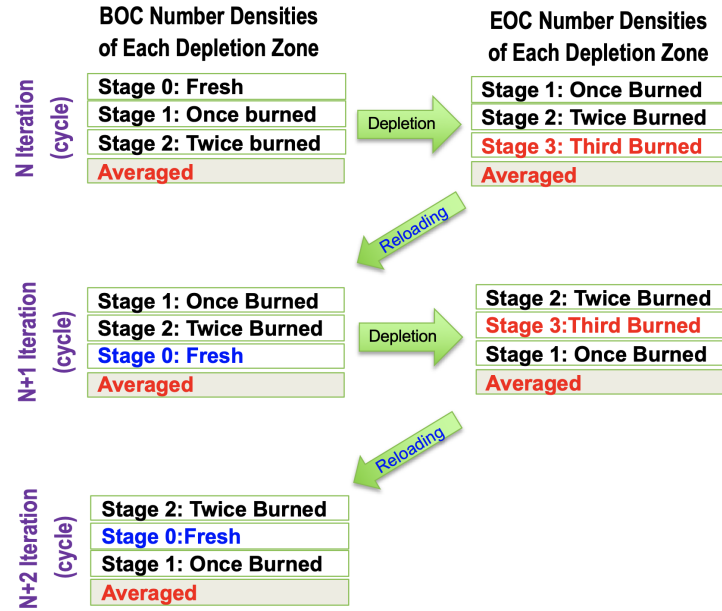 BOC Number Densities
of Each Depletion Zone
EOC Number Densities
of Each Depletion Zone
N Iteration
(cycle)
Stage 0: Fresh
Stage 1: Once burned
Stage 2: Twice burned
Averaged
Depletion
Stage 1: Once Burned
Stage 2: Twice Burned
Stage 3: Third Burned
Averaged
Reloading
N+1 Iteration
(cycle)
Stage 1: Once Burned
Stage 2: Twice Burned
Stage 0: Fresh
Averaged
Depletion
Stage 2: Twice Burned
Stage 3:Third Burned
Stage 1: Once Burned
Averaged
Reloading
N+2 Iteration
(cycle)
Stage 2: Twice Burned
Stage 0:Fresh
Stage 1: Once Burned
Averaged